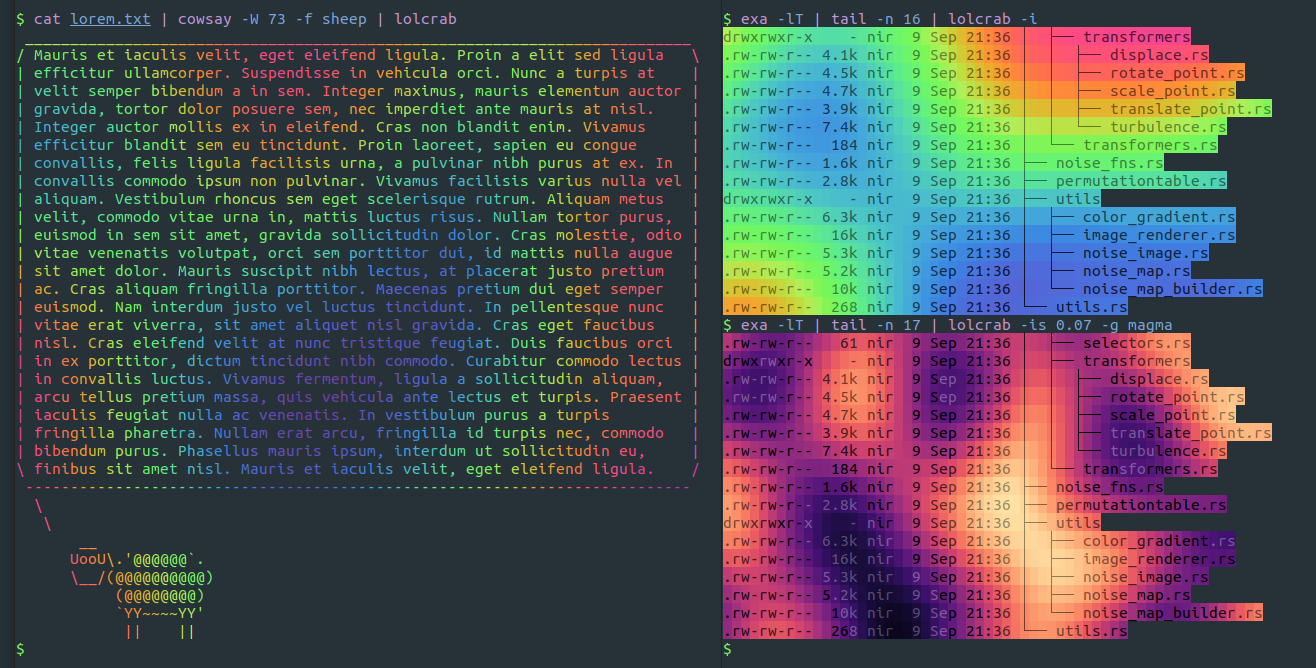 $ cat lorem.txt | cowsay -W 73 -f sheep | lolcrab
 __________________________________________________________________________
/ Mauris et iaculis velit, eget eleifend ligula. Proin a elit sed ligula   \
| efficitur ullamcorper. Suspendisse in vehicula orci. Nunc a turpis at    |
| velit semper bibendum a in sem. Integer maximus, mauris elementum auctor |
| gravida, tortor dolor posuere sem, nec imperdiet ante mauris at nisl.    |
| Integer auctor mollis ex in eleifend. Cras non blandit enim. Vivamus     |
| efficitur blandit sem eu tincidunt. Proin laoreet, sapien eu congue      |
| convallis, felis ligula facilisis urna, a pulvinar nibh purus at ex. In  |
| convallis commodo ipsum non pulvinar. Vivamus facilisis varius nulla vel |
| aliquam. Vestibulum rhoncus sem eget scelerisque rutrum. Aliquam metus   |
| velit, commodo vitae urna in, mattis luctus risus. Nullam tortor purus,  |
| euismod in sem sit amet, gravida sollicitudin dolor. Cras molestie, odio |
| vitae venenatis volutpat, orci sem porttitor dui, id mattis nulla augue  |
| sit amet dolor. Mauris suscipit nibh lectus, at placerat justo pretium   |
| ac. Cras aliquam fringilla porttitor. Maecenas pretium dui eget semper   |
| euismod. Nam interdum justo vel luctus tincidunt. In pellentesque nunc   |
| vitae erat viverra, sit amet aliquet nisl gravida. Cras eget faucibus    |
| nisl. Cras eleifend velit at nunc tristique feugiat. Duis faucibus orci  |
| in ex porttitor, dictum tincidunt nibh commodo. Curabitur commodo lectus |
| in convallis luctus. Vivamus fermentum, ligula a sollicitudin aliquam,   |
| arcu tellus pretium massa, quis vehicula ante lectus et turpis. Praesent |
| iaculis feugiat nulla ac venenatis. In vestibulum purus a turpis         |
| fringilla pharetra. Nullam erat arcu, fringilla id turpis nec, commodo   |
| bibendum purus. Phasellus mauris ipsum, interdum ut sollicitudin eu,     |
\ finibus sit amet nisl. Mauris et iaculis velit, eget eleifend ligula.    /
 --------------------------------------------------------------------------
  \
   \
       __
      UooU\.'@@@@@@`.
      \__/(@@@@@@@@@@)
           (@@@@@@@@)
           `YY~~~~YY'
            ||    ||
$
$ exa -lT | tail -n 16 | lolcrab -i
drwxrwxr-x    - nir  9 Sep 21:36 │  ├── transformers
.rw-rw-r-- 4.1k nir  9 Sep 21:36 │  │  ├── displace.rs
.rw-rw-r-- 4.5k nir  9 Sep 21:36 │  │  ├── rotate_point.rs
.rw-rw-r-- 4.7k nir  9 Sep 21:36 │  │  ├── scale_point.rs
.rw-rw-r-- 3.9k nir  9 Sep 21:36 │  │  ├── translate_point.rs
.rw-rw-r-- 7.4k nir  9 Sep 21:36 │  │  └── turbulence.rs
.rw-rw-r--  184 nir  9 Sep 21:36 │  └── transformers.rs
.rw-rw-r-- 1.6k nir  9 Sep 21:36 ├── noise_fns.rs
.rw-rw-r-- 2.8k nir  9 Sep 21:36 ├── permutationtable.rs
drwxrwxr-x    - nir  9 Sep 21:36 ├── utils
.rw-rw-r-- 6.3k nir  9 Sep 21:36 │  ├── color_gradient.rs
.rw-rw-r--  16k nir  9 Sep 21:36 │  ├── image_renderer.rs
.rw-rw-r-- 5.3k nir  9 Sep 21:36 │  ├── noise_image.rs
.rw-rw-r-- 5.2k nir  9 Sep 21:36 │  ├── noise_map.rs
.rw-rw-r--  10k nir  9 Sep 21:36 │  └── noise_map_builder.rs
.rw-rw-r--  268 nir  9 Sep 21:36 └── utils.rs
$ exa -lT | tail -n 17 | lolcrab -is 0.07 -g magma
.rw-rw-r--   61 nir  9 Sep 21:36 │  ├── selectors.rs
drwxrwxr-x    - nir  9 Sep 21:36 │  ├── transformers
.rw-rw-r-- 4.1k nir  9 Sep 21:36 │  │  ├── displace.rs
.rw-rw-r-- 4.5k nir  9 Sep 21:36 │  │  ├── rotate_point.rs
.rw-rw-r-- 4.7k nir  9 Sep 21:36 │  │  ├── scale_point.rs
.rw-rw-r-- 3.9k nir  9 Sep 21:36 │  │  ├── translate_point.rs
.rw-rw-r-- 7.4k nir  9 Sep 21:36 │  │  └── turbulence.rs
.rw-rw-r--  184 nir  9 Sep 21:36 │  └── transformers.rs
.rw-rw-r-- 1.6k nir  9 Sep 21:36 ├── noise_fns.rs
.rw-rw-r-- 2.8k nir  9 Sep 21:36 ├── permutationtable.rs
drwxrwxr-x    - nir  9 Sep 21:36 ├── utils
.rw-rw-r-- 6.3k nir  9 Sep 21:36 │  ├── color_gradient.rs
.rw-rw-r--  16k nir  9 Sep 21:36 │  ├── image_renderer.rs
.rw-rw-r-- 5.3k nir  9 Sep 21:36 │  ├── noise_image.rs
.rw-rw-r-- 5.2k nir  9 Sep 21:36 │  ├── noise_map.rs
.rw-rw-r--  10k nir  9 Sep 21:36 │  └── noise_map_builder.rs
.rw-rw-r--  268 nir  9 Sep 21:36 └── utils.rs
$